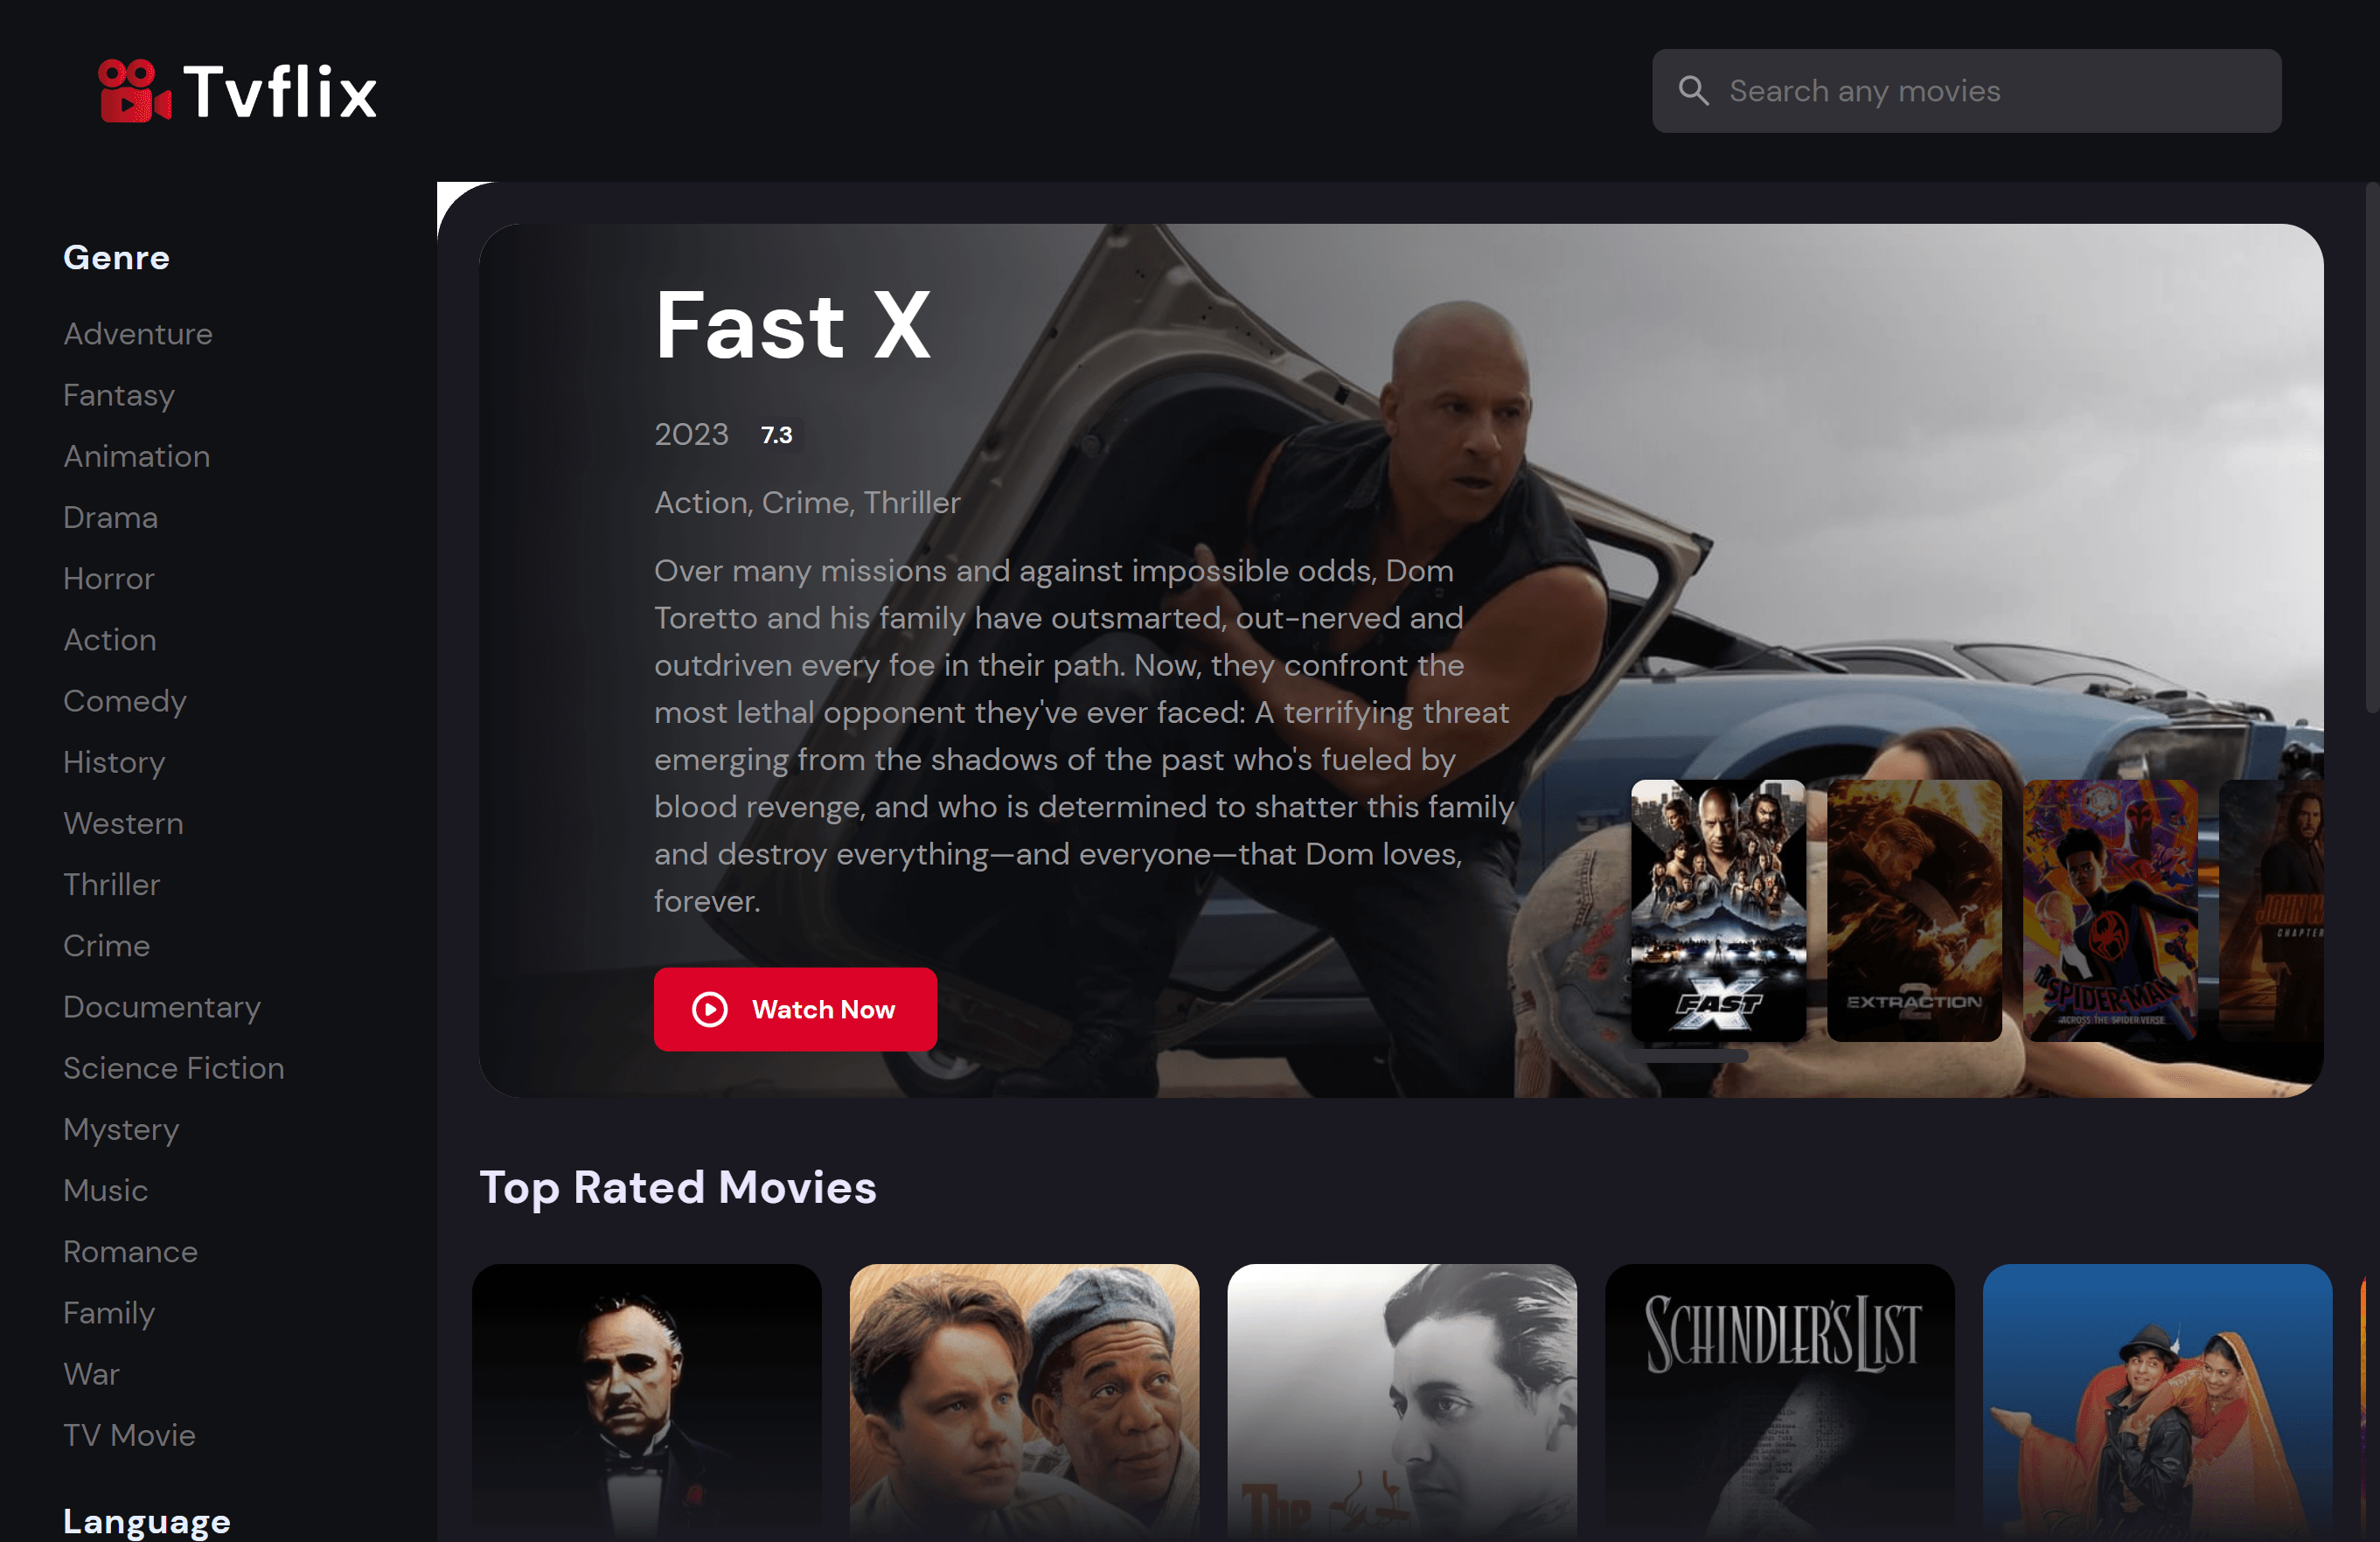 Tvflix
Search any movies
Genre
Adventure
Fantasy
Animation
Drama
Horror
Action
Comedy
History
Western
Thriller
Crime
Documentary
Science Fiction
Mystery
Music
Romance
Family
War
TV Movie
Language
Fast X
2023 7.3
Action, Crime, Thriller
Over many missions and against impossible odds, Dom
Toretto and his family have outsmarted, out-nerved and
outdriven every foe in their path. Now, they confront the
most lethal opponent they've ever faced: A terrifying threat
emerging from the shadows of the past who's fueled by
blood revenge, and who is determined to shatter this family
and destroy everything—and everyone—that Dom loves,
forever.
Watch Now
FAST X
EXTRACTION
2
SPIDER-MAN
ACROSS THE SPIDER-VERSE
JOHN W
CHAPTER
Top Rated Movies
The
SCHINDLER'S LIST